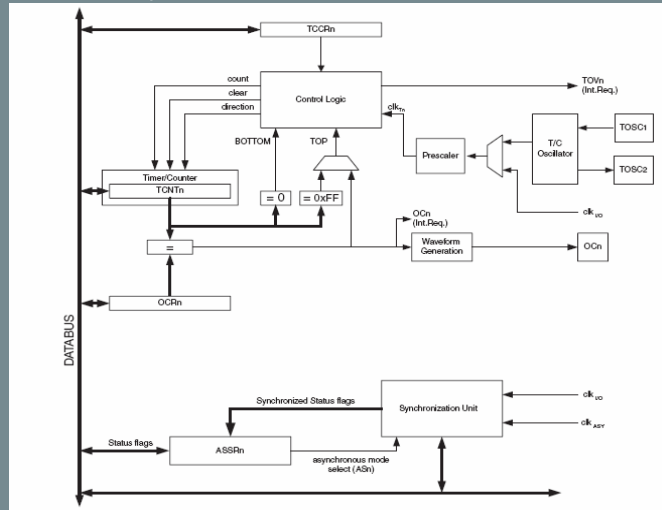 TCCRn
count
clear
direction
Control Logic
TOVn
(Int.Req.)
clkTn
BOTTOM
TOP
Prescaler
T/C
Oscillator
TOSC1
TOSC2
Timer/Counter
TCNTn
= 0
= 0xFF
clkI/O
OCn
(Int.Req.)
=
Waveform
Generation
OCn
OCRn
DATABUS
Synchronized Status flags
Synchronization Unit
clkI/O
clkASY
Status flags
ASSRn
asynchronous mode
select (ASn)